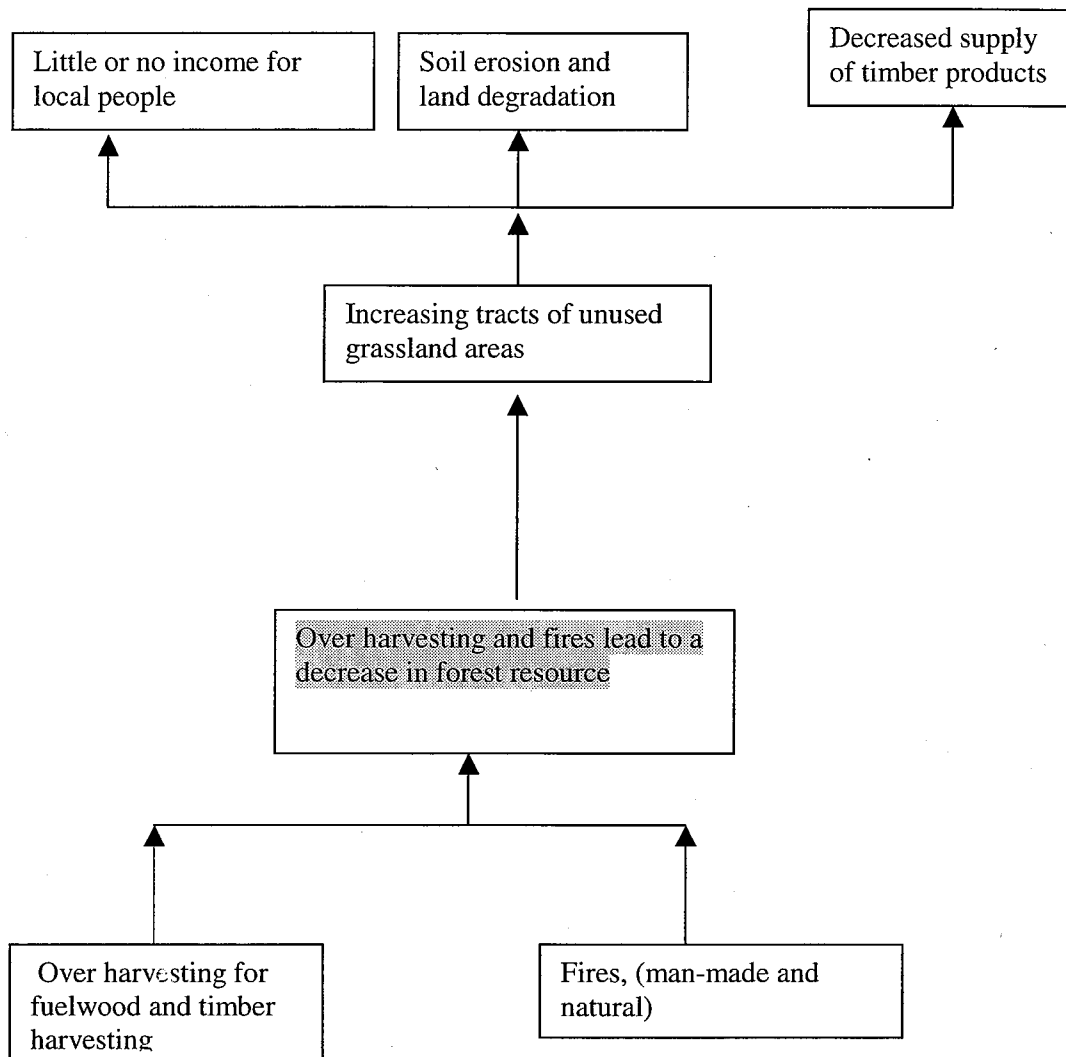 Little or no income for
local people
Soil erosion and
land degradation
Decreased supply
of timber products
Increasing tracts of unused
grassland areas
Over harvesting and fires lead to a
decrease in forest resource
Over harvesting for
fuelwood and timber
harvesting
Fires, (man-made and
natural)